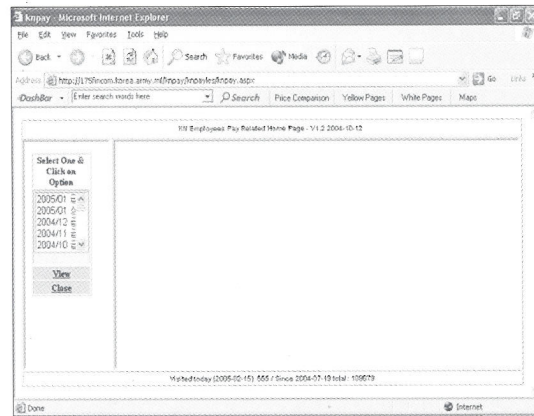 knpay - Microsoft Internet Explorer
File Edit View Favorites Tools Help
Back Search Favorites Media
Address http://175fincom.korea.army.mil/knpay/es/knpay.aspx Go Links
DashBar Enter search words here Search Price Comparison Yellow Pages White Pages Maps
KN Employees Pay Related Home Page - V1.2 2004-10-12
Select One &
Click on
Option
2005/01
2005/01
2004/12
2004/11
2004/10
View
Close
Visited today (2005-02-15) 555 / Since 2004-07-19 total : 109879
Done Internet